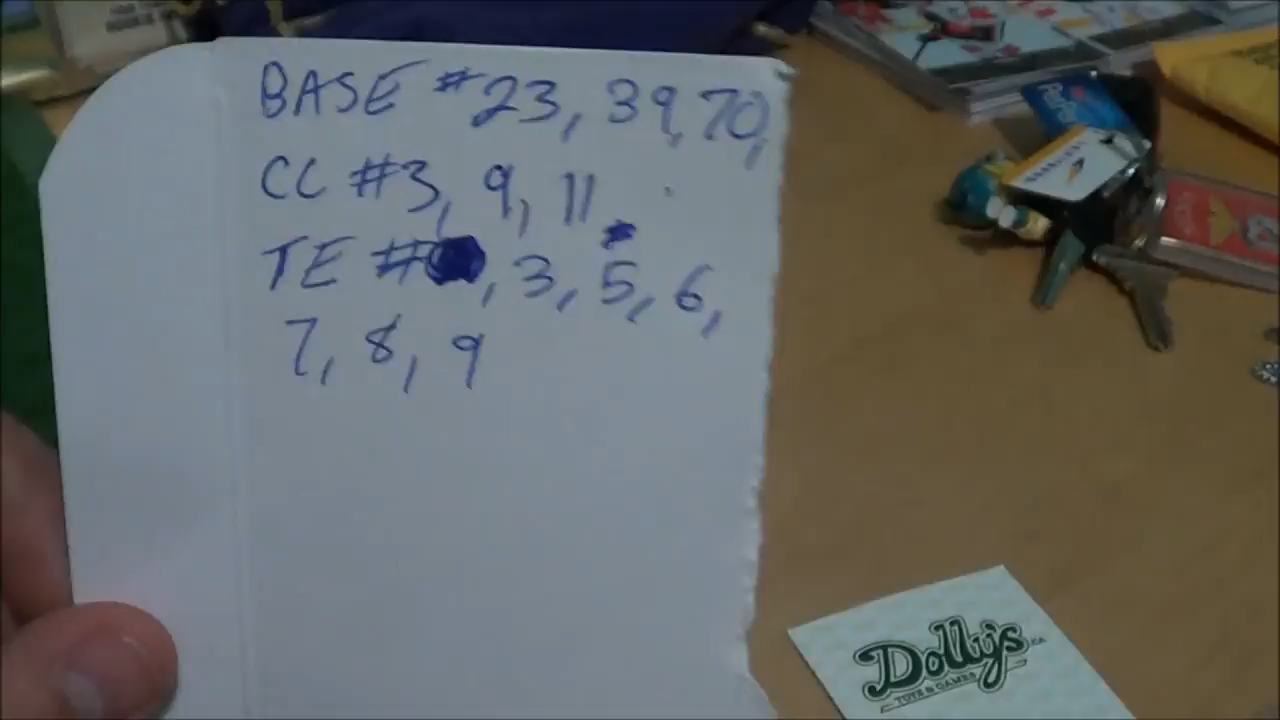 BASE #23, 39, 70,
CC #3, 9, 11
TE # , 3, 5, 6,
7, 8, 9
Dolly's
TOYS & GAMES